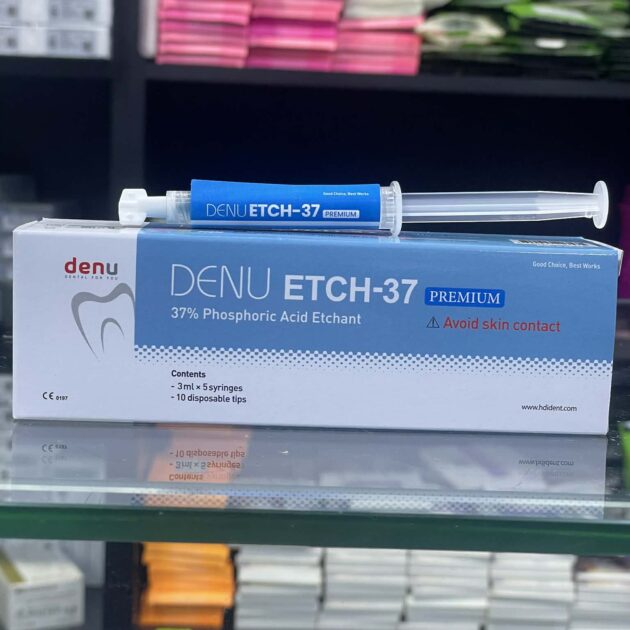 Good Choice, Best Works
DENU ETCH-37 PREMIUM
denu
DENTAL FOR YOU
Good Choice, Best Works
DENU ETCH-37 PREMIUM
37% Phosphoric Acid Etchant
⚠ Avoid skin contact
Contents
- 3ml × 5 syringes
- 10 disposable tips
CE 0197
www.hdident.com